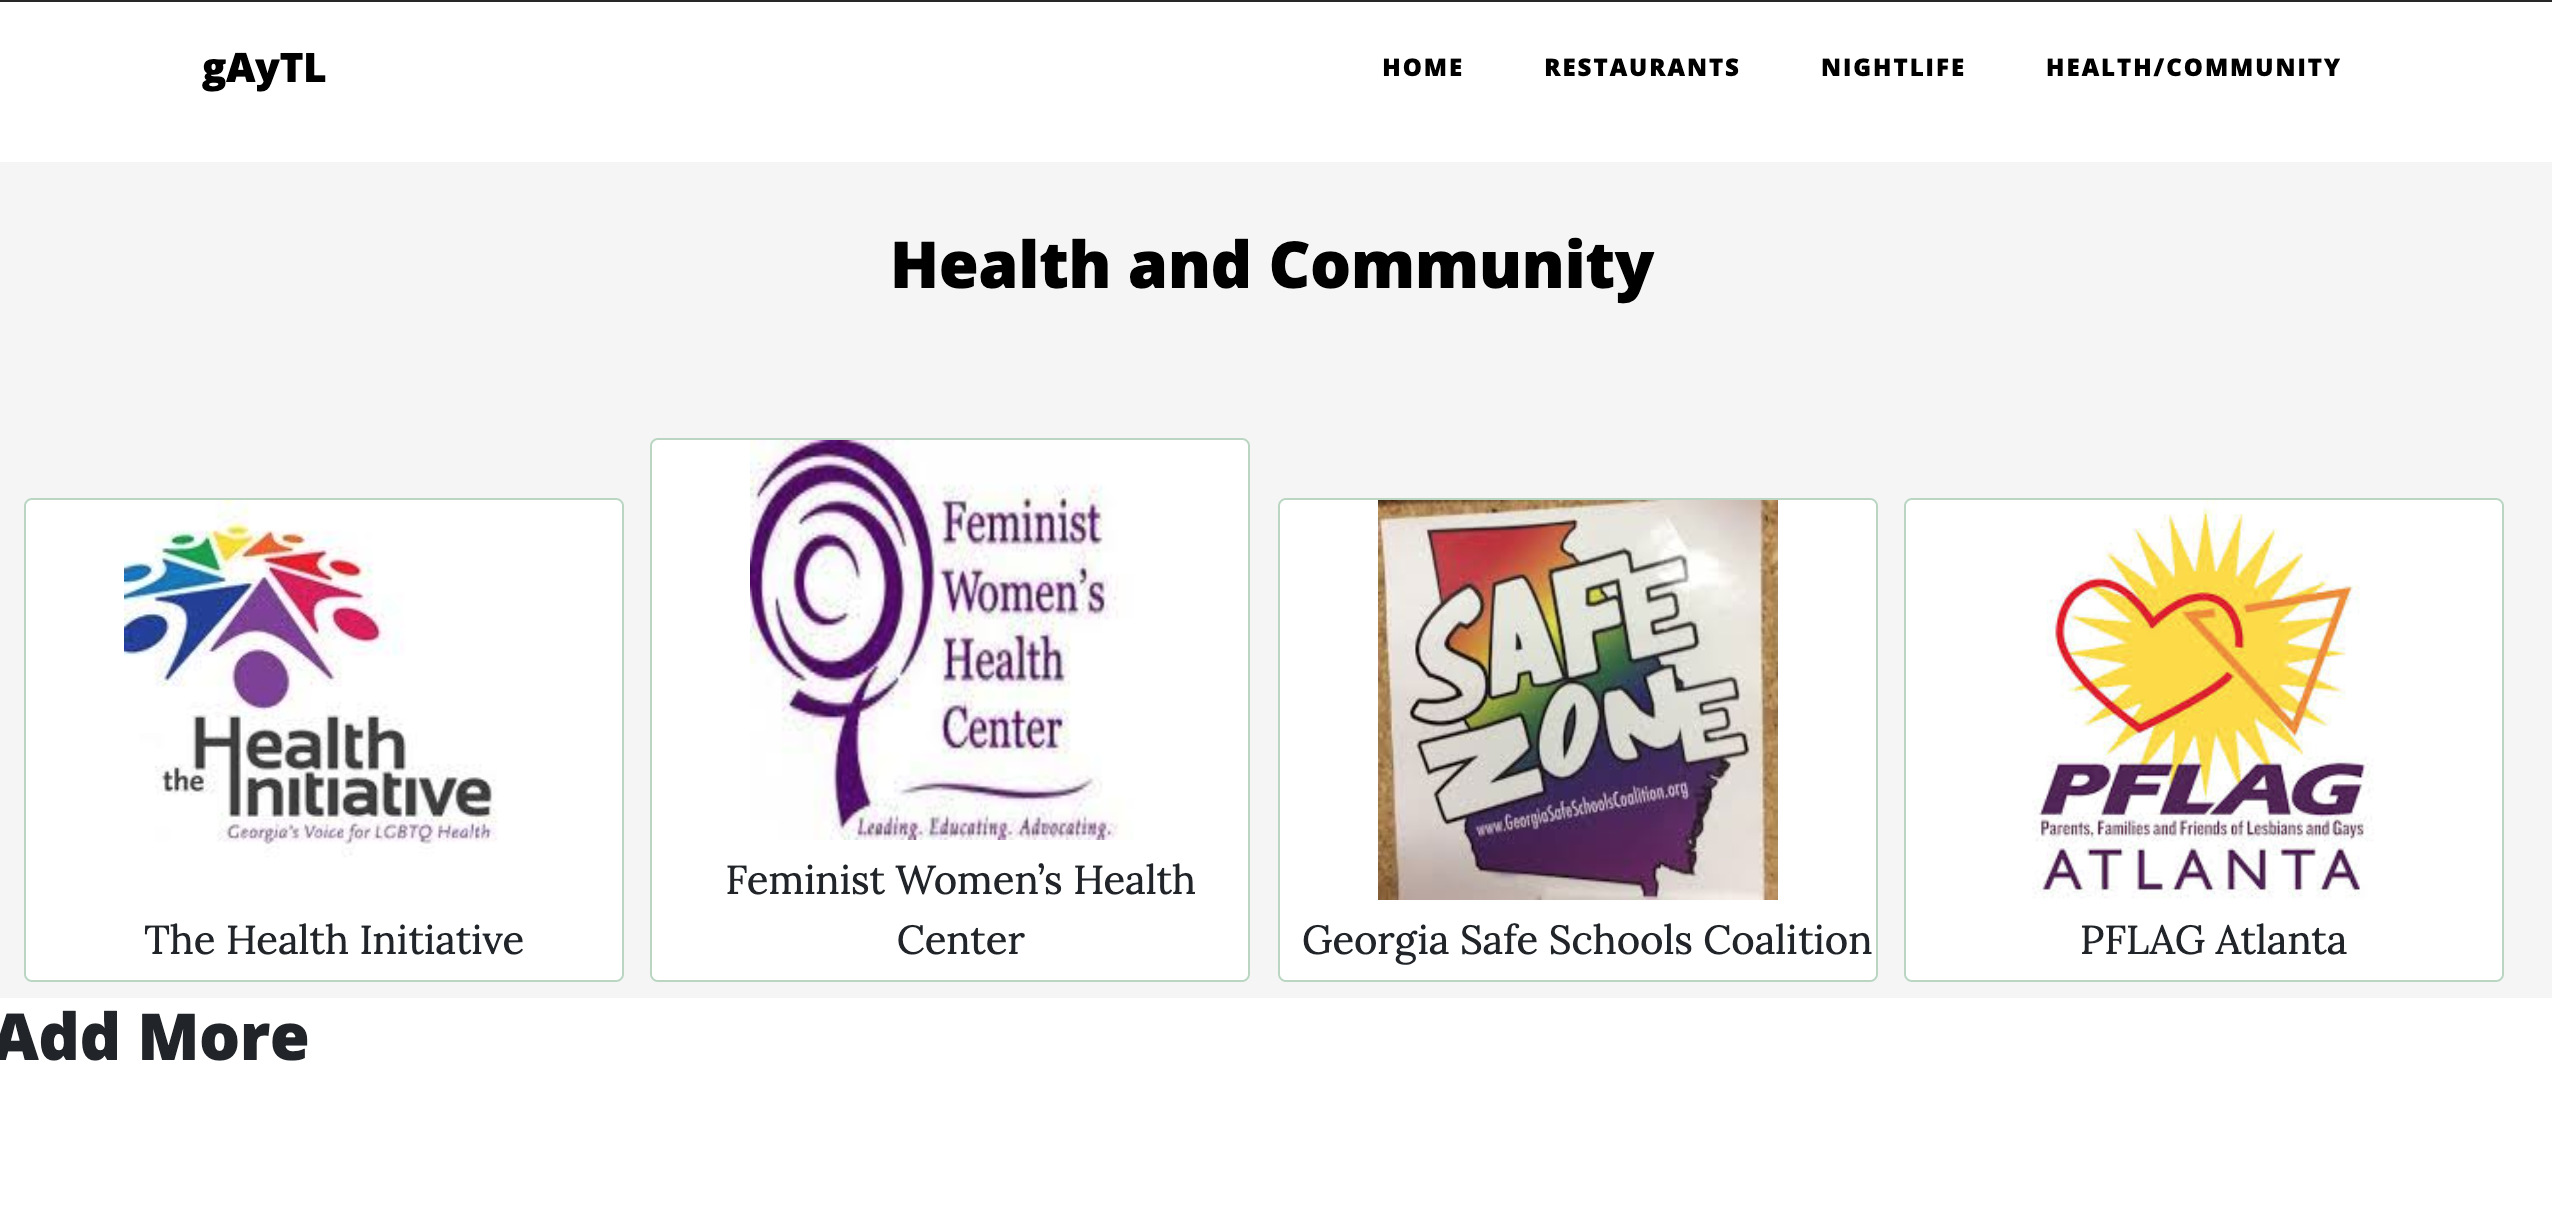 gAyTL
HOME RESTAURANTS NIGHTLIFE HEALTH/COMMUNITY
Health and Community
the Health Initiative
Georgia's Voice for LGBTQ Health
The Health Initiative
Feminist
Women's
Health
Center
Leading. Educating. Advocating.
Feminist Women’s Health
Center
SAFE
ZONE
www.GeorgiaSafeSchoolsCoalition.org
Georgia Safe Schools Coalition
PFLAG
Parents, Families and Friends of Lesbians and Gays
ATLANTA
PFLAG Atlanta
Add More